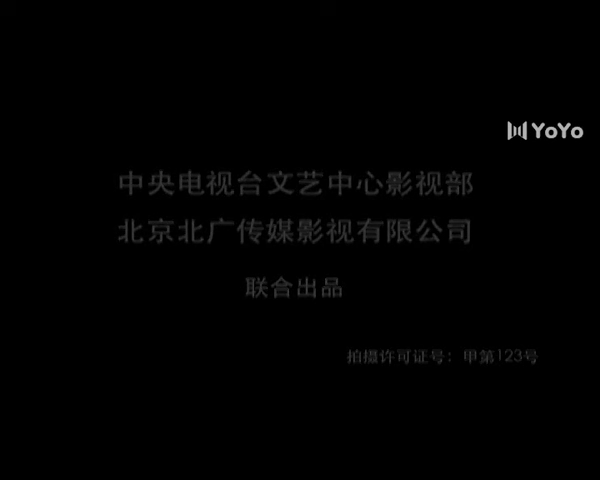 YoYo
中央电视台文艺中心影视部
北京北广传媒影视有限公司
联合出品
拍摄许可证号：甲第123号